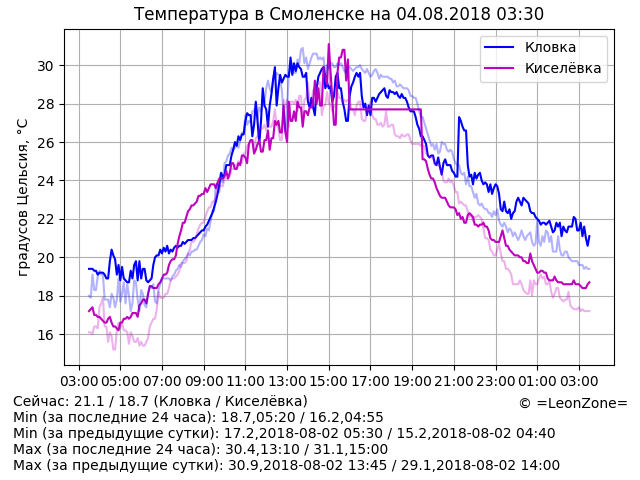 Температура в Смоленске на 04.08.2018 03:30
Кловка
Киселёвка
градусов Цельсия, °C
30
28
26
24
22
20
18
16
03:00 05:00 07:00 09:00 11:00 13:00 15:00 17:00 19:00 21:00 23:00 01:00 03:00
Сейчас: 21.1 / 18.7 (Кловка / Киселёвка)
© =LeonZone=
Min (за последние 24 часа): 18.7,05:20 / 16.2,04:55
Min (за предыдущие сутки): 17.2,2018-08-02 05:30 / 15.2,2018-08-02 04:40
Max (за последние 24 часа): 30.4,13:10 / 31.1,15:00
Max (за предыдущие сутки): 30.9,2018-08-02 13:45 / 29.1,2018-08-02 14:00